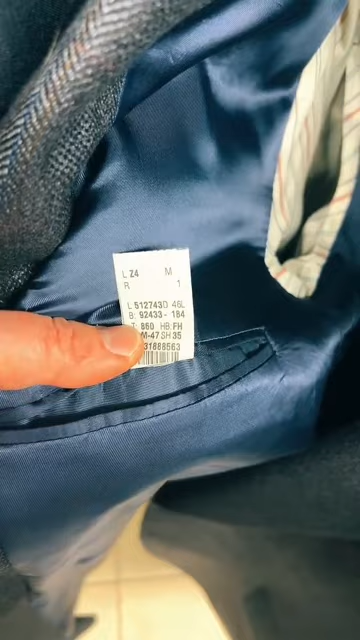 L Z4 M
R 1
L 512743D 46L
B: 92433- 184
T: 860 HB: FH
M-47 SH 35
31888563